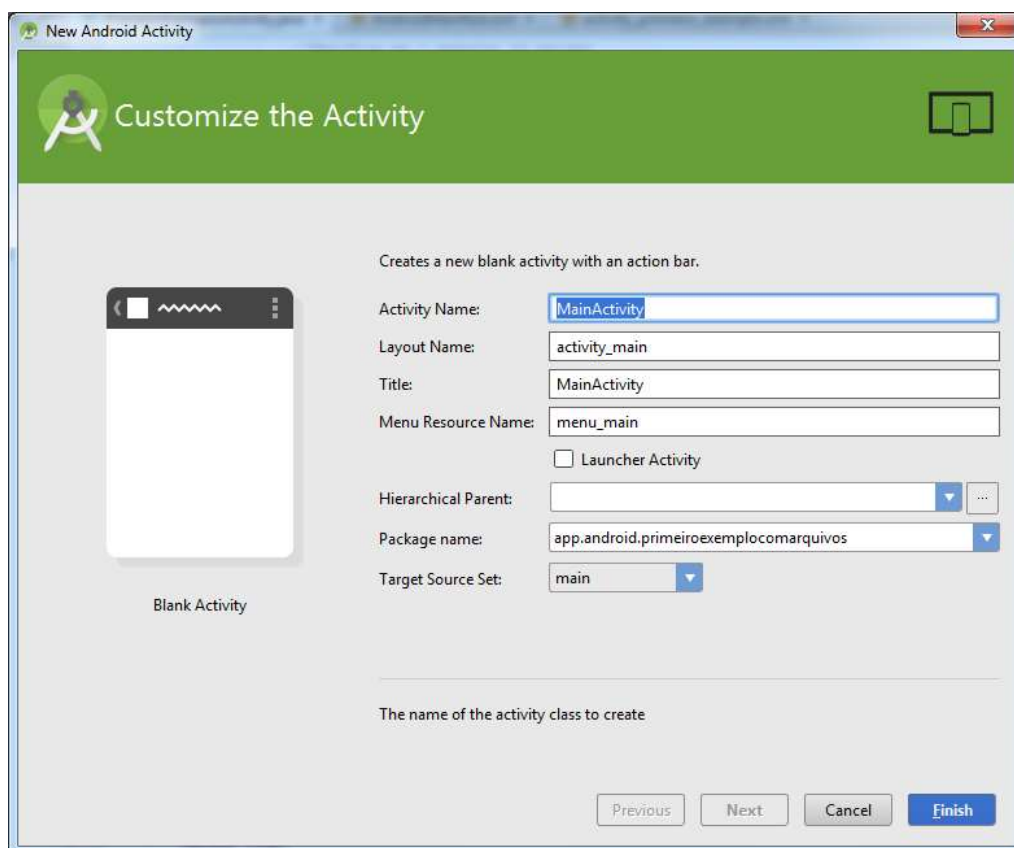 New Android Activity
Customize the Activity
Creates a new blank activity with an action bar.
Activity Name: MainActivity
Layout Name: activity_main
Title: MainActivity
Menu Resource Name: menu_main
Launcher Activity
Hierarchical Parent: ...
Package name: app.android.primeiroexemplocomarquivos
Target Source Set: main
Blank Activity
The name of the activity class to create
Previous Next Cancel Finish